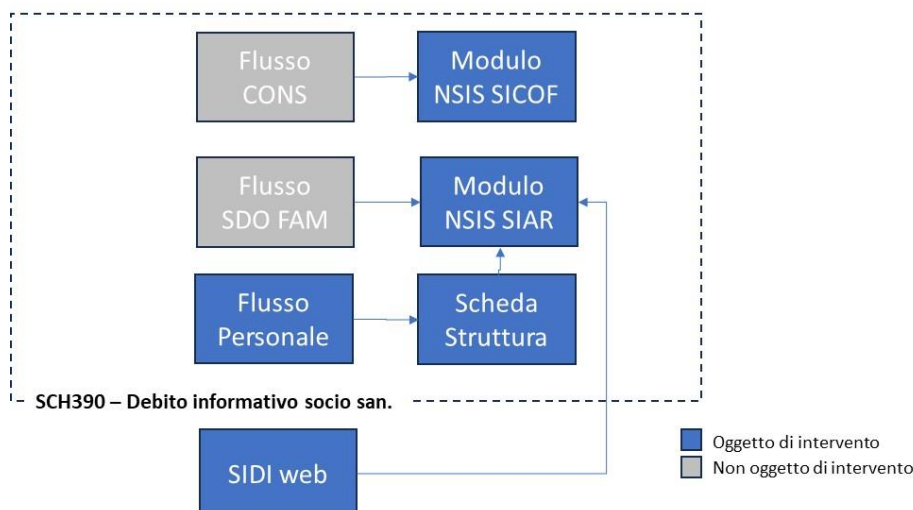 Flusso
CONS
Modulo
NSIS SICOF
Flusso
SDO FAM
Modulo
NSIS SIAR
Flusso
Personale
Scheda
Struttura
SCH390 – Debito informativo socio san.
SIDI web
Oggetto di intervento
Non oggetto di intervento